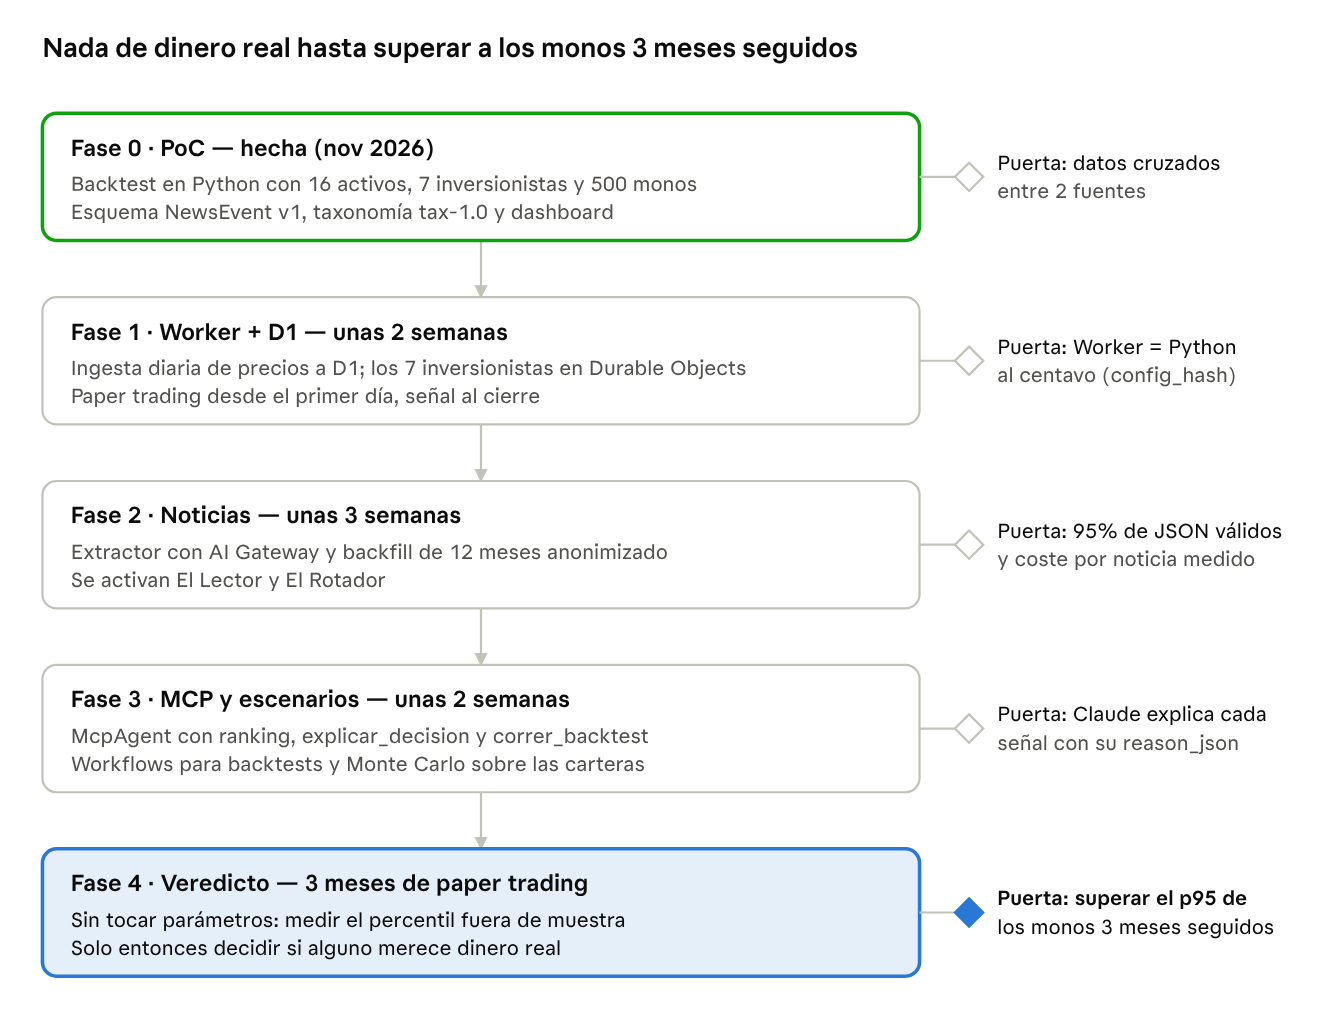 Nada de dinero real hasta superar a los monos 3 meses seguidos
Fase 0 · PoC — hecha (nov 2026)
Backtest en Python con 16 activos, 7 inversionistas y 500 monos
Esquema NewsEvent v1, taxonomía tax-1.0 y dashboard
Puerta: datos cruzados
entre 2 fuentes
Fase 1 · Worker + D1 — unas 2 semanas
Ingesta diaria de precios a D1; los 7 inversionistas en Durable Objects
Paper trading desde el primer día, señal al cierre
Puerta: Worker = Python
al centavo (config_hash)
Fase 2 · Noticias — unas 3 semanas
Extractor con AI Gateway y backfill de 12 meses anonimizado
Se activan El Lector y El Rotador
Puerta: 95% de JSON válidos
y coste por noticia medido
Fase 3 · MCP y escenarios — unas 2 semanas
McpAgent con ranking, explicar_decision y correr_backtest
Workflows para backtests y Monte Carlo sobre las carteras
Puerta: Claude explica cada
señal con su reason_json
Fase 4 · Veredicto — 3 meses de paper trading
Sin tocar parámetros: medir el percentil fuera de muestra
Solo entonces decidir si alguno merece dinero real
Puerta: superar el p95 de
los monos 3 meses seguidos